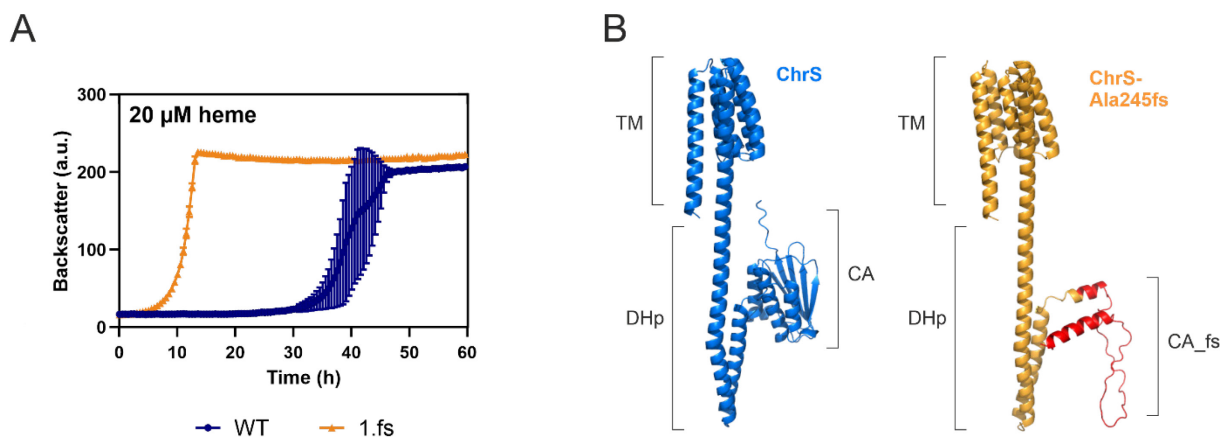 A
20 µM heme
300
200
100
0
Backscatter (a.u.)
0 10 20 30 40 50 60
Time (h)
WT 1.fs
B
ChrS
TM
DHp
CA
ChrS-
Ala245fs
TM
DHp
CA_fs